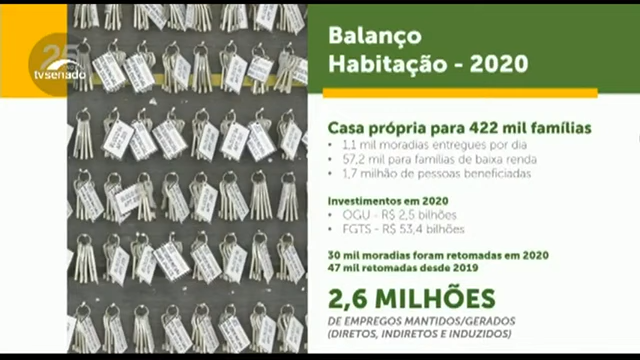 25
tvsenado
Balanço
Habitação - 2020
Casa própria para 422 mil famílias
• 1,1 mil moradias entregues por dia
• 57,2 mil para famílias de baixa renda
• 1,7 milhão de pessoas beneficiadas
Investimentos em 2020
• OGU - R$ 2,5 bilhões
• FGTS - R$ 53,4 bilhões
30 mil moradias foram retomadas em 2020
47 mil retomadas desde 2019
2,6 MILHÕES
DE EMPREGOS MANTIDOS/GERADOS
(DIRETOS, INDIRETOS E INDUZIDOS)